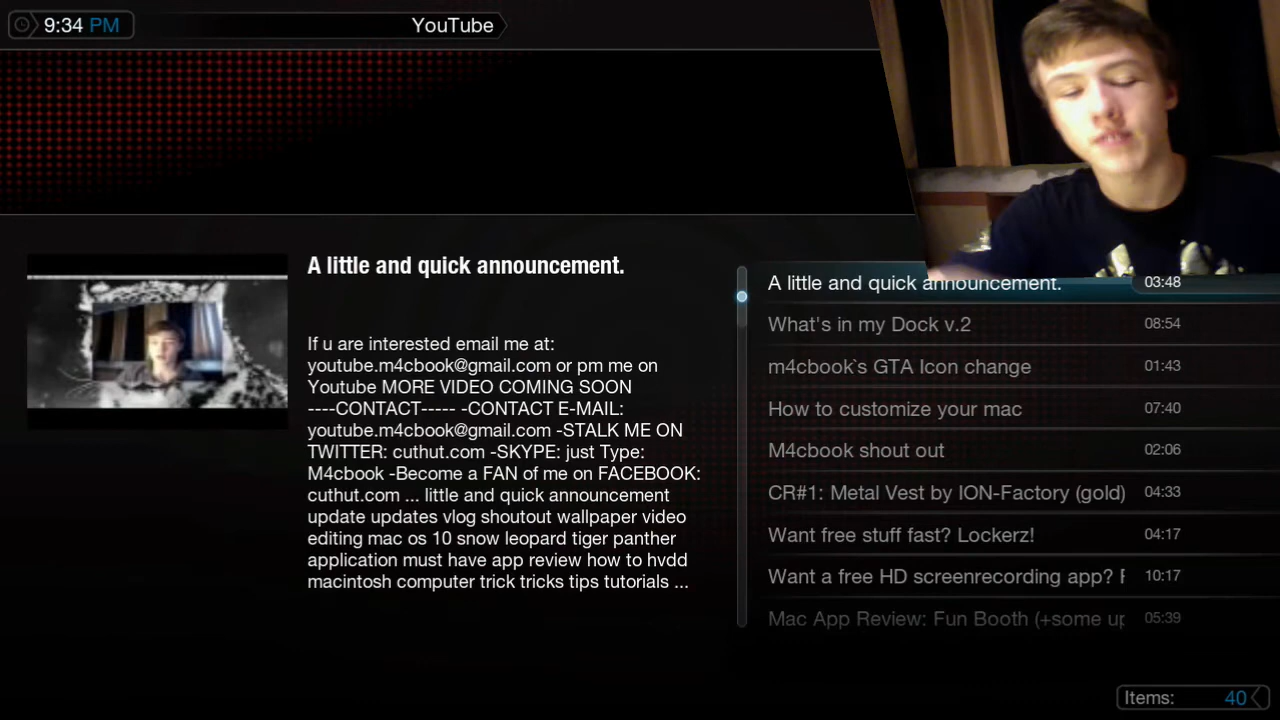 9:34 PM
YouTube
A little and quick announcement.
If u are interested email me at:
youtube.m4cbook@gmail.com or pm me on
Youtube MORE VIDEO COMING SOON
----CONTACT----- -CONTACT E-MAIL:
youtube.m4cbook@gmail.com -STALK ME ON
TWITTER: cuthut.com -SKYPE: just Type:
M4cbook -Become a FAN of me on FACEBOOK:
cuthut.com ... little and quick announcement
update updates vlog shoutout wallpaper video
editing mac os 10 snow leopard tiger panther
application must have app review how to hvdd
macintosh computer trick tricks tips tutorials ...
A little and quick announcement. 03:48
What's in my Dock v.2 08:54
m4cbook`s GTA Icon change 01:43
How to customize your mac 07:40
M4cbook shout out 02:06
CR#1: Metal Vest by ION-Factory (gold) 04:33
Want free stuff fast? Lockerz! 04:17
Want a free HD screenrecording app? 10:17
Mac App Review: Fun Booth (+some up 05:39
Items: 40